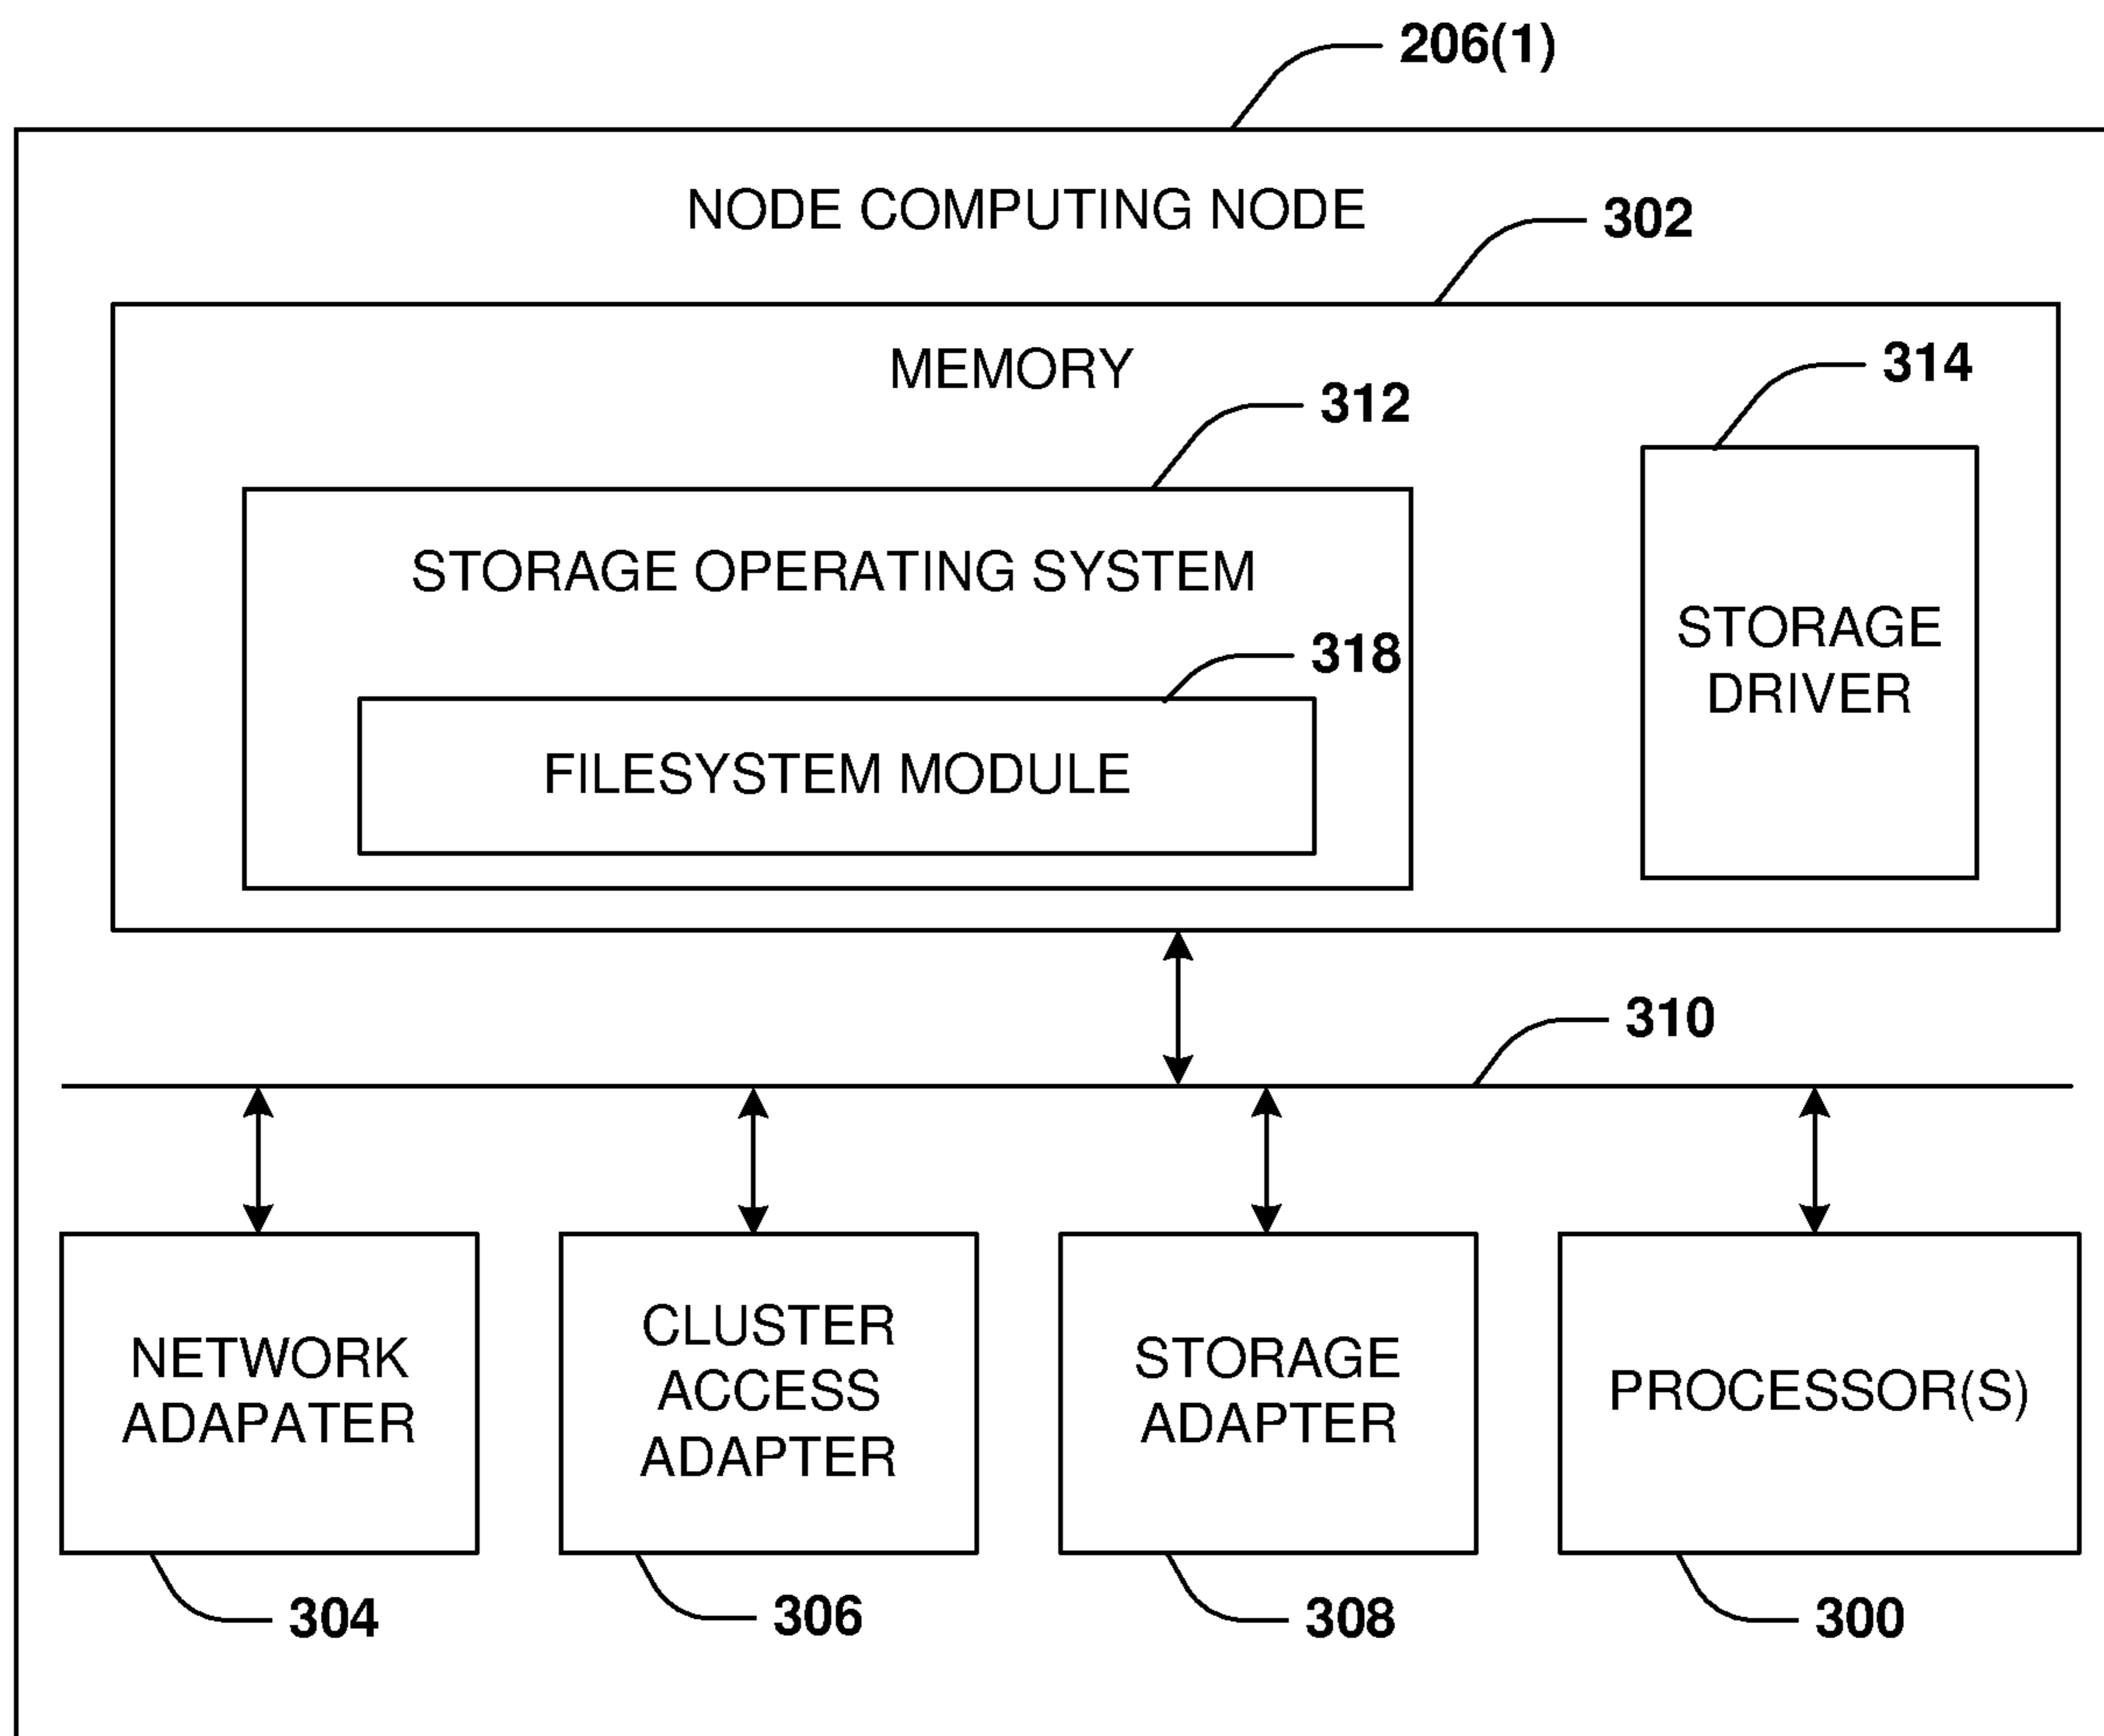 206(1)
NODE COMPUTING NODE
302
MEMORY
314
312
STORAGE OPERATING SYSTEM
STORAGE
DRIVER
318
FILESYSTEM MODULE
310
NETWORK
ADAPATER
CLUSTER
ACCESS
ADAPTER
STORAGE
ADAPTER
PROCESSOR(S)
304
306
308
300